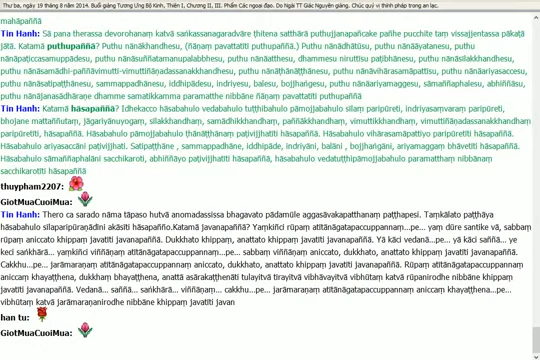 Thứ ba, ngày 19 tháng 8 năm 2014. Buổi giảng Tương Ưng Bộ Kinh, Thiên I, Chương II, III. Phẩm Các ngoại đạo. Do Ngài TT Giác Nguyên giảng. Chúc quý vị thính pháp trong an lạc.
mahāpaññā
Tín Hạnh: Sā pana therassa devorohanaṃ katvā saṅkassanagaradvāre ṭhitena satthārā puthujjanapañcake pañhe pucchite taṃ vissajjentassa pākaṭā
jātā. Katamā puthupaññā? Puthu nānākhandhesu, (ñāṇaṃ pavattatīti puthupaññā.) Puthu nānādhātūsu, puthu nānāāyatanesu, puthu
nānāpaṭiccasamuppādesu, puthu nānāsuññatamanupalabbhesu, puthu nānāatthesu, dhammesu niruttīsu paṭibhānesu, puthu nānāsīlakkhandhesu,
puthu nānāsamādhi-paññāvimutti-vimuttiñāṇadassanakkhandhesu, puthu nānāṭhānāṭṭhānesu, puthu nānāvihārasamāpattisu, puthu nānāariyasaccesu,
puthu nānāsatipaṭṭhānesu, sammappadhānesu, iddhipādesu, indriyesu, balesu, bojjhaṅgesu, puthu nānāariyamaggesu, sāmaññaphalesu, abhiññāsu,
puthu nānājanasādhāraṇe dhamme samatikkamma paramatthe nibbāne ñāṇaṃ pavattatīti puthupaññā
Tín Hạnh: Katamā hāsapaññā? Idhekacco hāsabahulo vedabahulo tuṭṭhibahulo pāmojjabahulo sīlaṃ paripūreti, indriyasaṃvaraṃ paripūreti,
bhojane mattaññutaṃ, jāgariyānuyogaṃ, sīlakkhandhaṃ, samādhikkhandhaṃ, paññākkhandhaṃ, vimuttikkhandhaṃ, vimuttiñāṇadassanakkhandhaṃ
paripūretīti, hāsapaññā. Hāsabahulo pāmojjabahulo ṭhānāṭṭhānaṃ paṭivijjhatīti hāsapaññā. Hāsabahulo vihārasamāpattiyo paripūretīti hāsapaññā.
Hāsabahulo ariyasaccāni paṭivijjhati. Satipaṭṭhāne , sammappadhāne, iddhipāde, indriyāni, balāni , bojjhaṅgāni, ariyamaggaṃ bhāvetīti hāsapaññā.
Hāsabahulo sāmaññaphalāni sacchikaroti, abhiññāyo paṭivijjhatīti hāsapaññā, hāsabahulo vedatuṭṭhipāmojjabahulo paramatthaṃ nibbānaṃ
sacchikarotīti hāsapaññā
thuypham2207:
GiotMuaCuoiMua:
Tín Hạnh: Thero ca sarado nāma tāpaso hutvā anomadassissa bhagavato pādamūle aggasāvakapatthanaṃ paṭṭhapesi. Taṃkālato paṭṭhāya
hāsabahulo sīlaparipūraṇādīni akāsīti hāsapañño.Katamā javanapaññā? Yaṃkiñci rūpaṃ atītānāgatapaccuppannaṃ...pe... yaṃ dūre santike vā, sabbaṃ
rūpaṃ aniccato khippaṃ javatīti javanapaññā. Dukkhato khippaṃ, anattato khippaṃ javatīti javanapaññā. Yā kāci vedanā...pe... yā kāci saññā... ye
keci saṅkhārā... yaṃkiñci viññāṇaṃ atītānāgatapaccuppannaṃ...pe... sabbaṃ viññāṇaṃ aniccato, dukkhato, anattato khippaṃ javatīti javanapaññā.
Cakkhu...pe... jarāmaraṇaṃ atītānāgatapaccuppannaṃ aniccato, dukkhato, anattato khippaṃ javatīti javanapaññā. Rūpaṃ atītānāgatapaccuppannaṃ
aniccaṃ khayaṭṭhena, dukkhaṃ bhayaṭṭhena, anattā asārakaṭṭhenāti tulayitvā tīrayitvā vibhāvayitvā vibhūtaṃ katvā rūpanirodhe nibbāne khippaṃ
javatīti javanapaññā. Vedanā... saññā... saṅkhārā... viññāṇaṃ... cakkhu...pe... jarāmaraṇaṃ atītānāgatapaccuppannaṃ aniccaṃ khayaṭṭhena...pe...
vibhūtaṃ katvā jarāmaraṇanirodhe nibbāne khippaṃ javatīti javan
han tu:
GiotMuaCuoiMua: